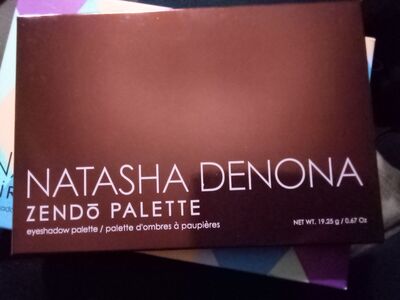 NATASHA DENONA
ZENDŌ PALETTE
eyeshadow palette / palette d'ombres à paupières
NET WT. 19.25 g / 0.67 Oz